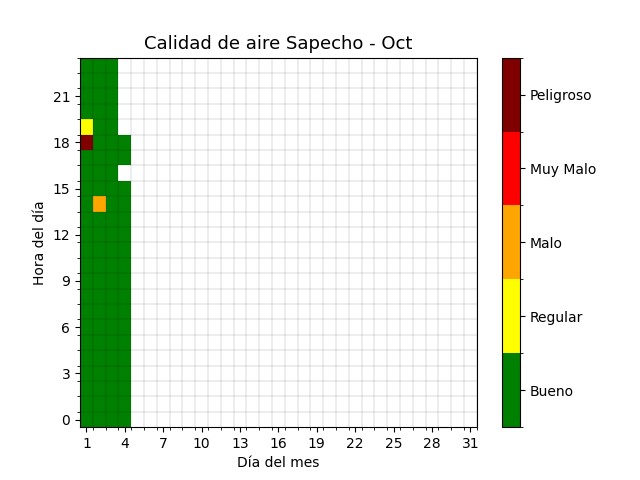 Calidad de aire Sapecho - Oct
Hora del día
21
18
15
12
9
6
3
0
1 4 7 10 13 16 19 22 25 28 31
Día del mes
Peligroso
Muy Malo
Malo
Regular
Bueno